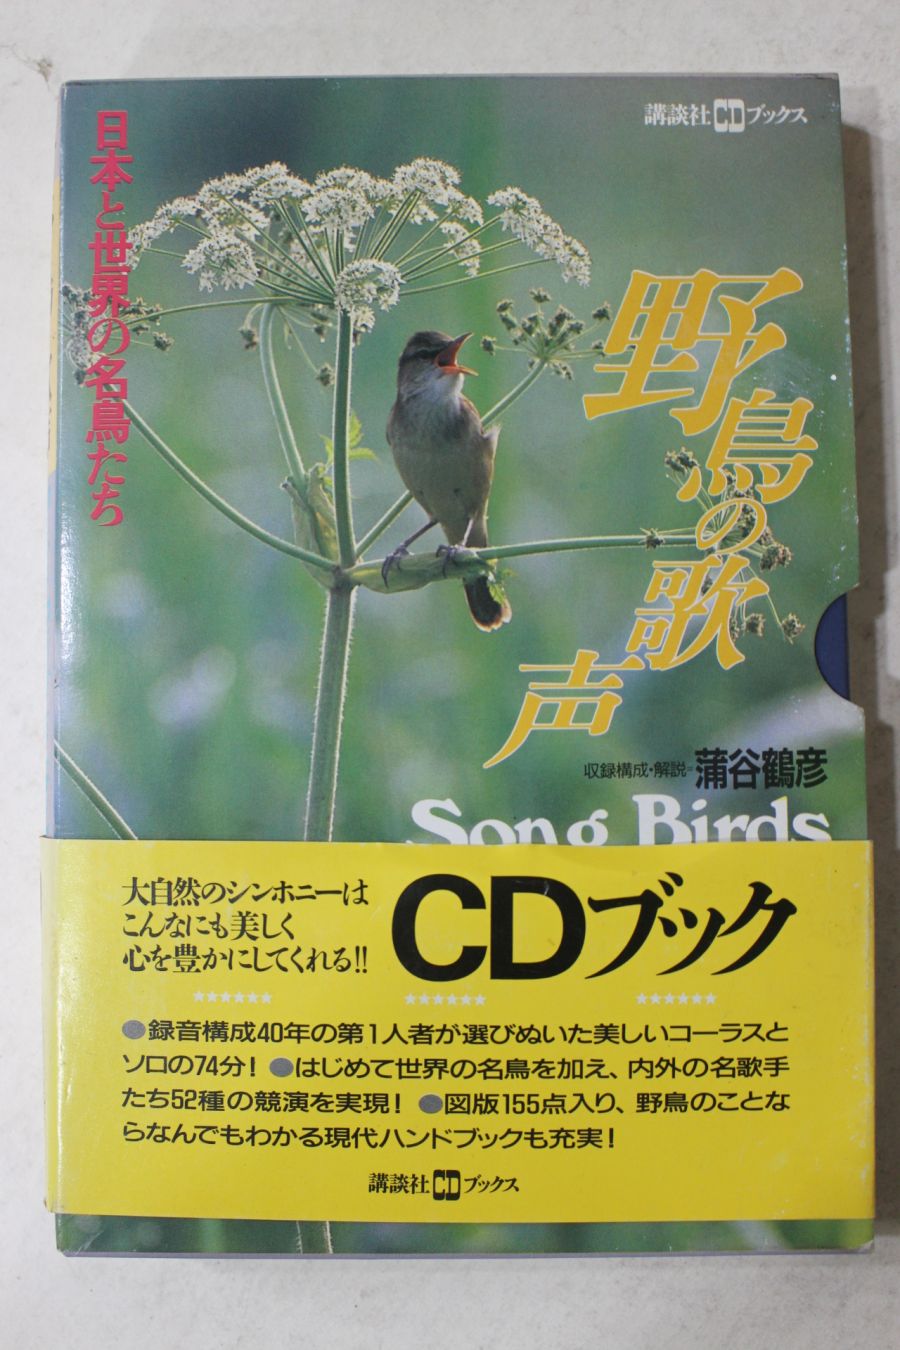 講談社CDブックス
日本と世界の名鳥たち
野鳥の歌声
収録構成・解説=蒲谷鶴彦
Song Birds
大自然のシンホニーは
こんなにも美しく
心を豊かにしてくれる!!
CDブック
★★★★★★ ★★★★★★ ★★★★★★
●録音構成40年の第1人者が選びぬいた美しいコーラスと
ソロの74分! ●はじめて世界の名鳥を加え、内外の名歌手
たち52種の競演を実現! ●図版155点入り、野鳥のことな
らなんでもわかる現代ハンドブックも充実!
講談社CDブックス